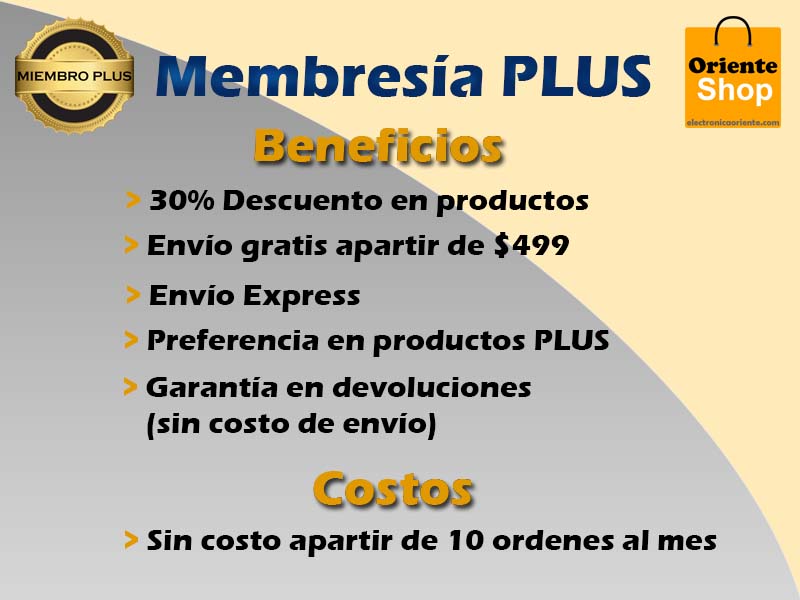 MIEMBRO PLUS
Membresía PLUS
Oriente
Shop
electronicaoriente.com
Beneficios
> 30% Descuento en productos
> Envío gratis apartir de $499
> Envío Express
> Preferencia en productos PLUS
> Garantía en devoluciones
(sin costo de envío)
Costos
> Sin costo apartir de 10 ordenes al mes